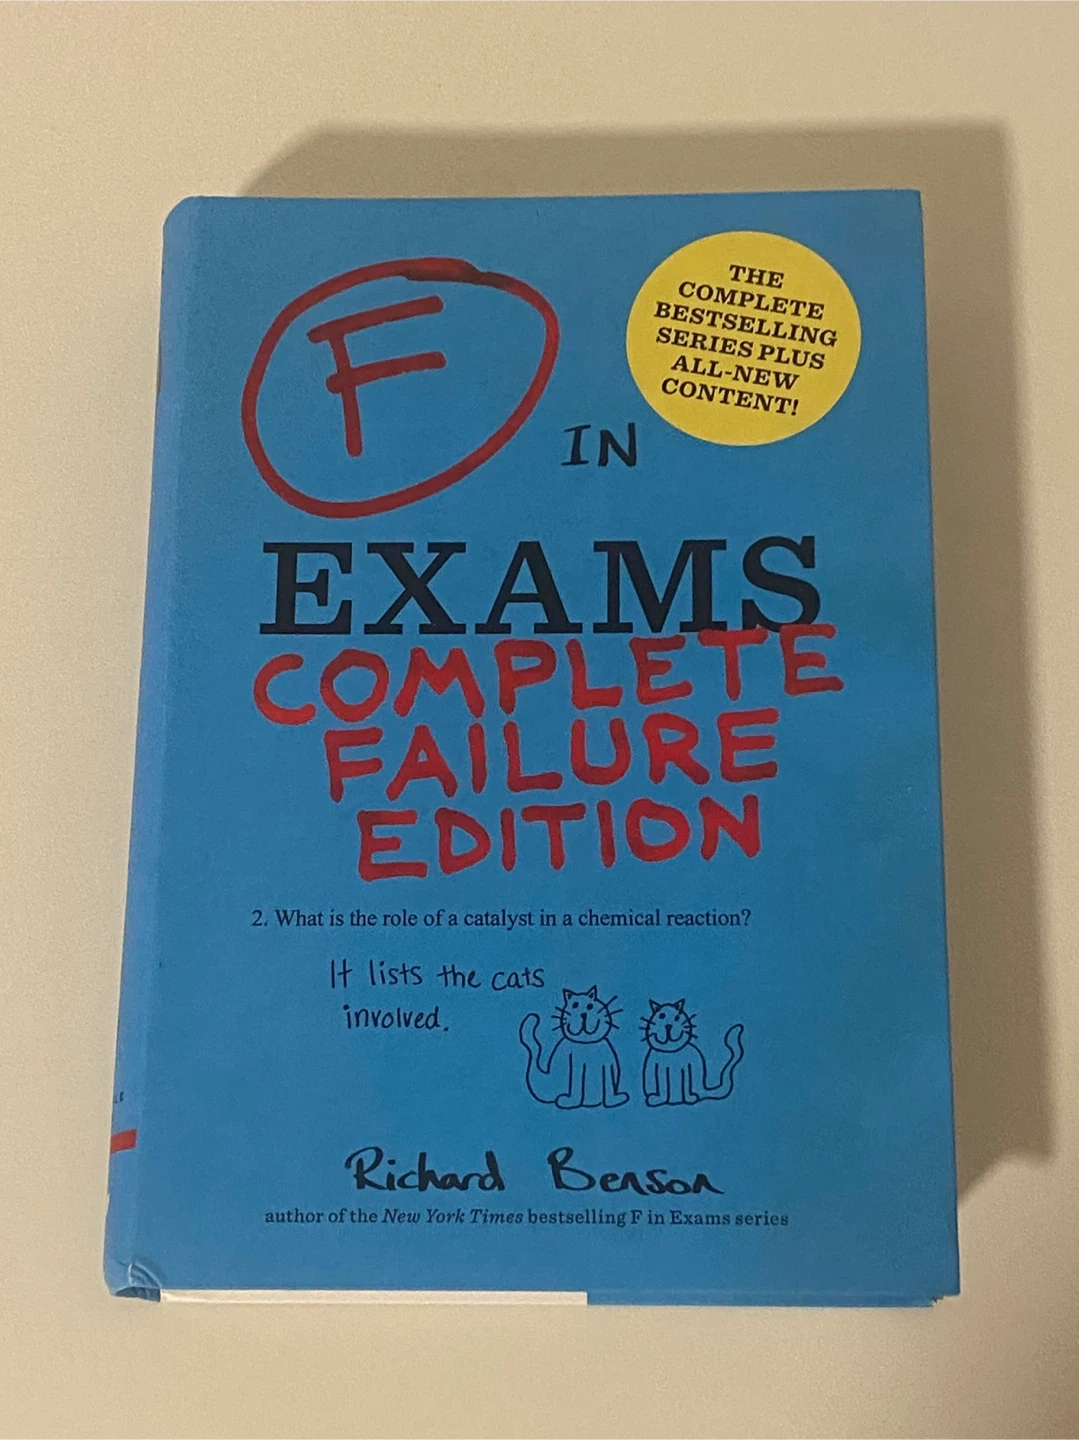 F
IN
THE
COMPLETE
BESTSELLING
SERIES PLUS
ALL-NEW
CONTENT!
EXAMS
COMPLETE
FAILURE
EDITION
2. What is the role of a catalyst in a chemical reaction?
It lists the cats
involved.
Richard Benson
author of the New York Times bestselling F in Exams series